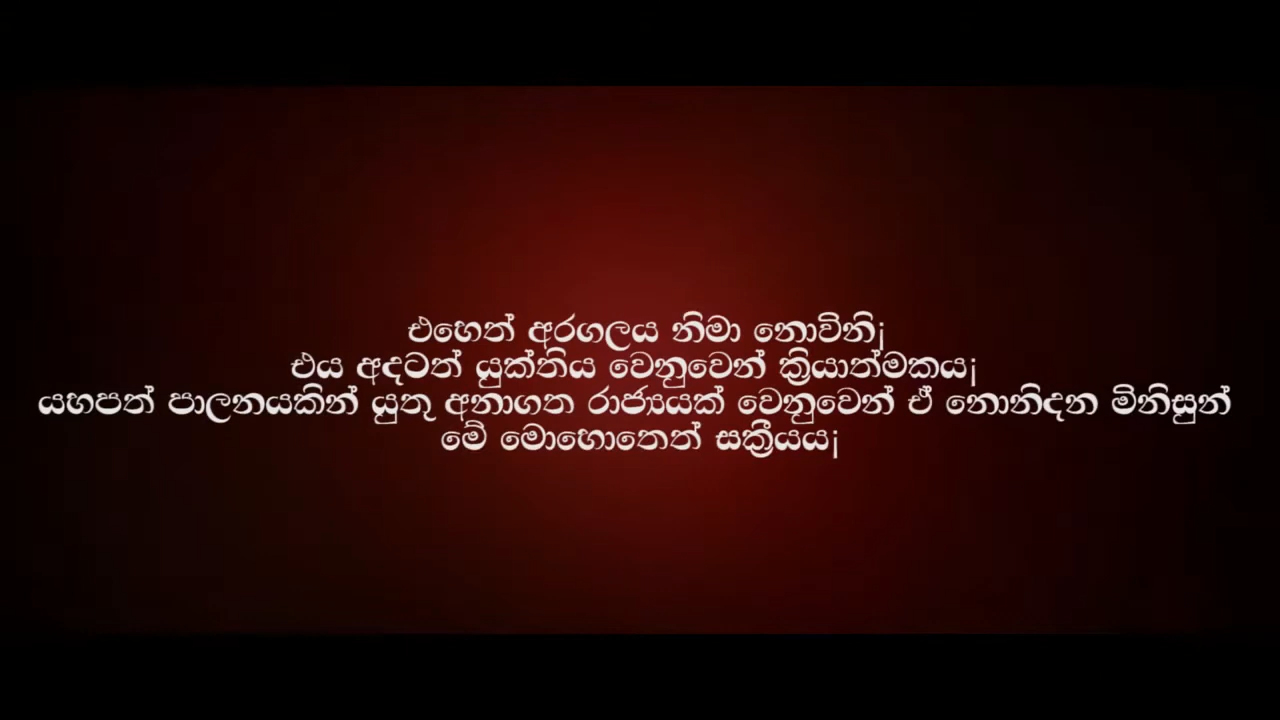 එහෙත් අරගලය නිමා නොවිනි¡
එය අදටත් යුක්තිය වෙනුවෙන් ක්‍රියාත්මකය¡
යහපත් පාලනයකින් යුතු අනාගත රාජ්‍යයක් වෙනුවෙන් ඒ නොනිදන මිනිසුන්
මේ මොහොතෙත් සක්‍රීයය¡